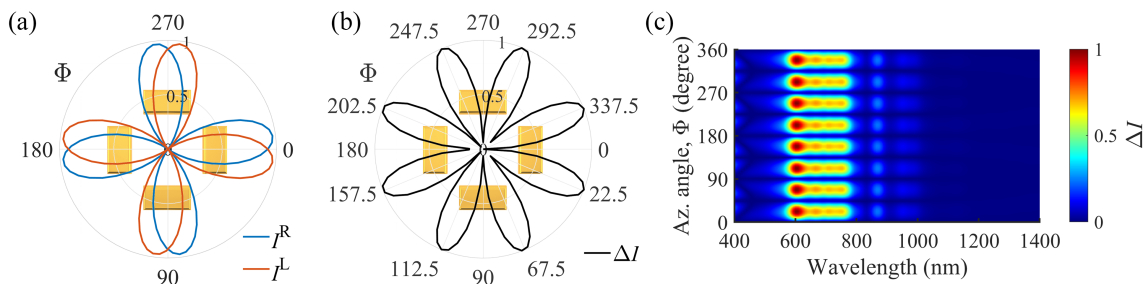 (a)
270
1
Φ
0.5
180
0
90
I^R
I^L
(b)
270
247.5
292.5
1
Φ
0.5
202.5
337.5
180
0
157.5
22.5
112.5
67.5
90
ΔI
(c)
Az. angle, Φ (degree)
360
270
180
90
0
400 600 800 1000 1200 1400
Wavelength (nm)
1
0.5
0
ΔI